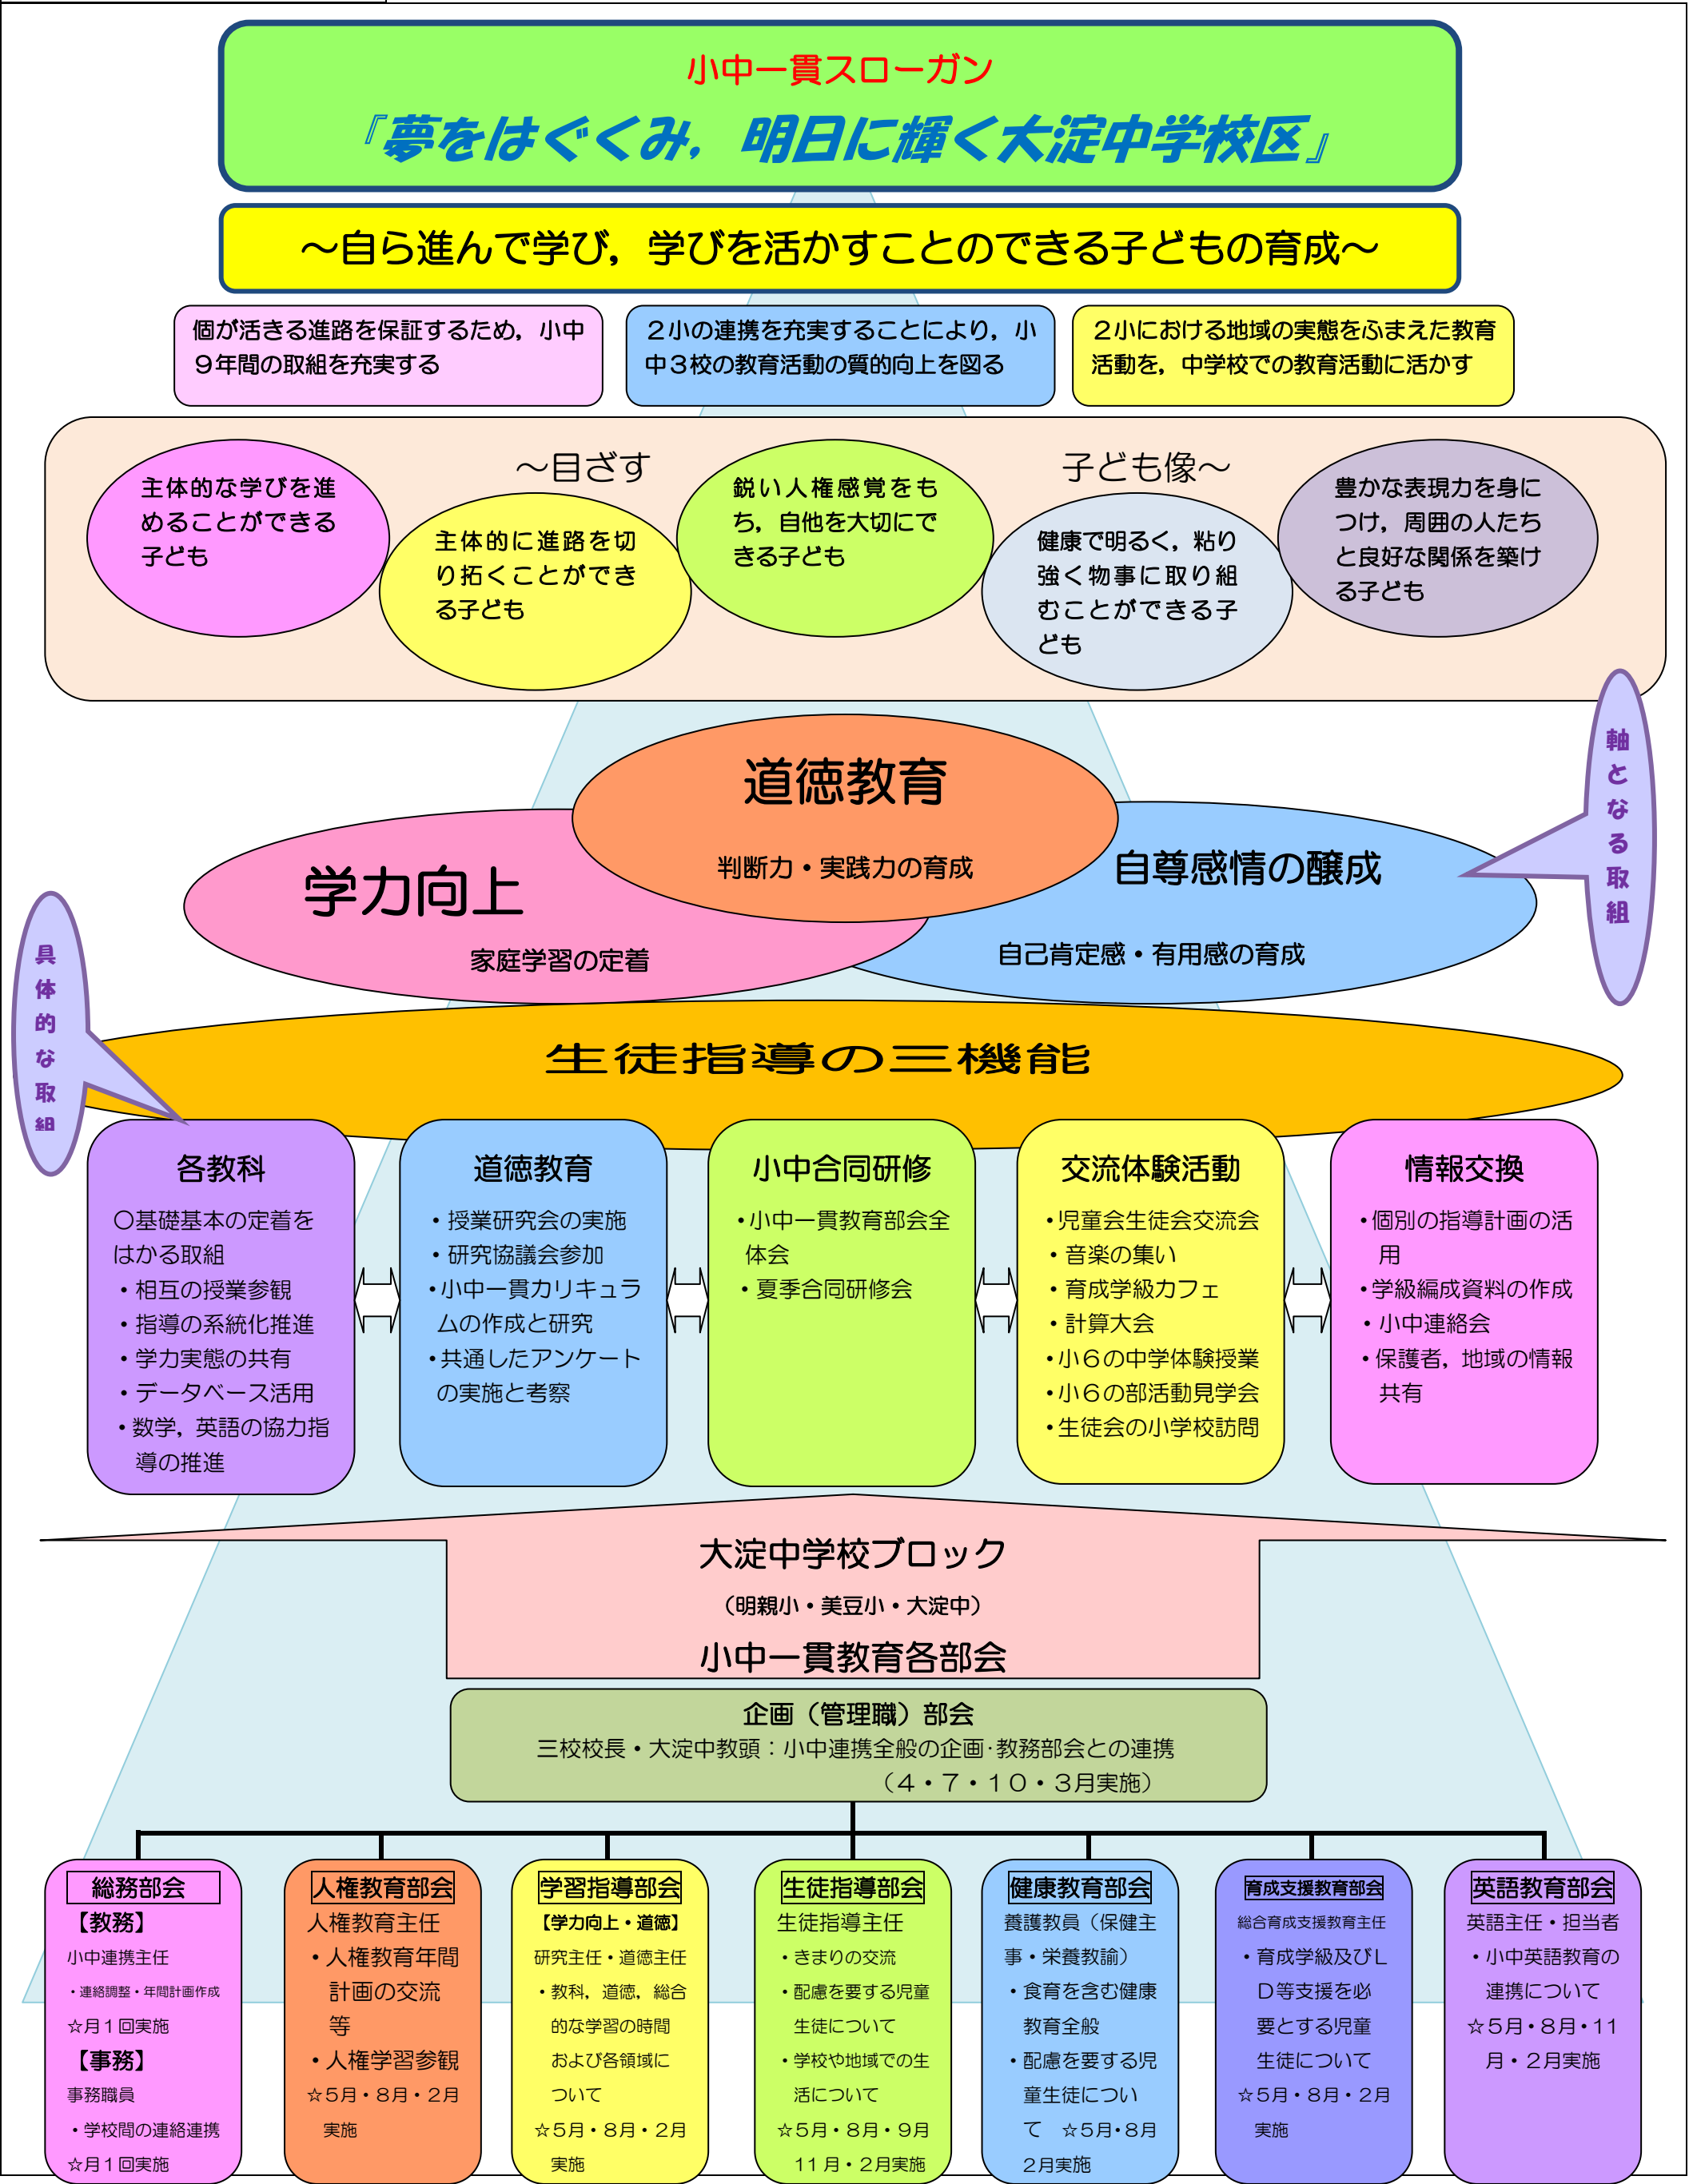 小中一貫スローガン
『夢をはぐくみ，明日に輝く大淀中学校区』
～自ら進んで学び，学びを活かすことのできる子どもの育成～
個が活きる進路を保証するため，小中
９年間の取組を充実する
２小の連携を充実することにより，小
中３校の教育活動の質的向上を図る
２小における地域の実態をふまえた教育
活動を，中学校での教育活動に活かす
～目ざす　子ども像～
主体的な学びを進
めることができる
子ども
主体的に進路を切
り拓くことができ
る子ども
鋭い人権感覚をも
ち，自他を大切にで
きる子ども
健康で明るく，粘り
強く物事に取り組
むことができる子
ども
豊かな表現力を身に
つけ，周囲の人たち
と良好な関係を築け
る子ども
軸となる取組
道徳教育
判断力・実践力の育成
学力向上
家庭学習の定着
自尊感情の醸成
自己肯定感・有用感の育成
具体的な取組
生徒指導の三機能
各教科
〇基礎基本の定着を
はかる取組
・相互の授業参観
・指導の系統化推進
・学力実態の共有
・データベース活用
・数学，英語の協力指
導の推進
道徳教育
・授業研究会の実施
・研究協議会参加
・小中一貫カリキュラ
ムの作成と研究
・共通したアンケート
の実施と考察
小中合同研修
・小中一貫教育部会全
体会
・夏季合同研修会
交流体験活動
・児童会生徒会交流会
・音楽の集い
・育成学級カフェ
・計算大会
・小６の中学体験授業
・小６の部活動見学会
・生徒会の小学校訪問
情報交換
・個別の指導計画の活
用
・学級編成資料の作成
・小中連絡会
・保護者，地域の情報
共有
大淀中学校ブロック
（明親小・美豆小・大淀中）
小中一貫教育各部会
企画（管理職）部会
三校校長・大淀中教頭：小中連携全般の企画・教務部会との連携
（４・７・１０・３月実施）
総務部会
【教務】
小中連携主任
・連絡調整・年間計画作成
☆月１回実施
【事務】
事務職員
・学校間の連絡連携
☆月１回実施
人権教育部会
人権教育主任
・人権教育年間
計画の交流
等
・人権学習参観
☆５月・８月・２月
実施
学習指導部会
【学力向上・道徳】
研究主任・道徳主任
・教科，道徳，総合
的な学習の時間
および各領域に
ついて
☆５月・８月・２月
実施
生徒指導部会
生徒指導主任
・きまりの交流
・配慮を要する児童
生徒について
・学校や地域での生
活について
☆５月・８月・９月
11 月・２月実施
健康教育部会
養護教員（保健主
事・栄養教諭）
・食育を含む健康
教育全般
・配慮を要する児
童生徒につい
て　☆５月・８月
２月実施
育成支援教育部会
総合育成支援教育主任
・育成学級及びＬ
Ｄ等支援を必
要とする児童
生徒について
☆５月・８月・２月
実施
英語教育部会
英語主任・担当者
・小中英語教育の
連携について
☆５月・８月・11
月・２月実施